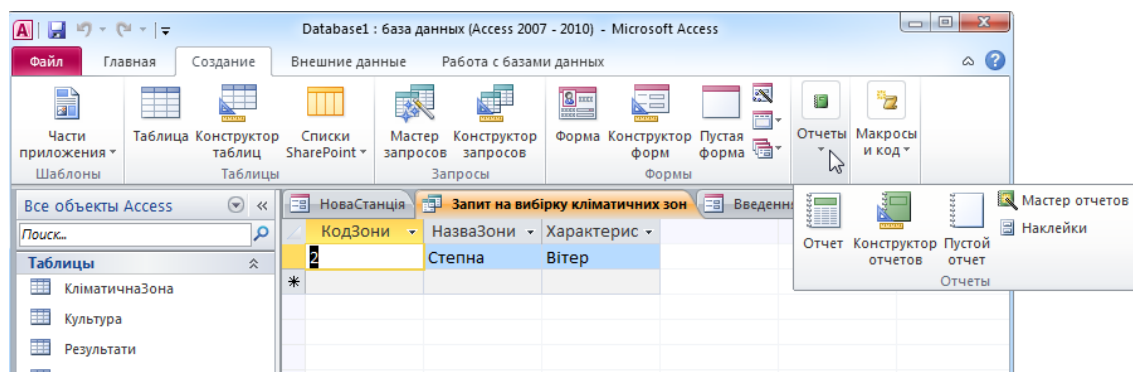 Database1 : база данных (Access 2007 - 2010) - Microsoft Access
Файл Главная Создание Внешние данные Работа с базами данных
Части приложения
Таблица
Конструктор таблиц
Списки SharePoint
Мастер запросов
Конструктор запросов
Форма
Конструктор форм
Пустая форма
Отчеты
Макросы и код
Шаблоны Таблицы Запросы Формы
Все объекты Access
Поиск...
Таблицы
КліматичнаЗона
Культура
Результати
НоваСтанція Запит на вибірку кліматичних зон
КодЗони НазваЗони Характерис
2 Степна Вітер
Отчет
Конструктор отчетов
Пустой отчет
Мастер отчетов
Наклейки
Отчеты